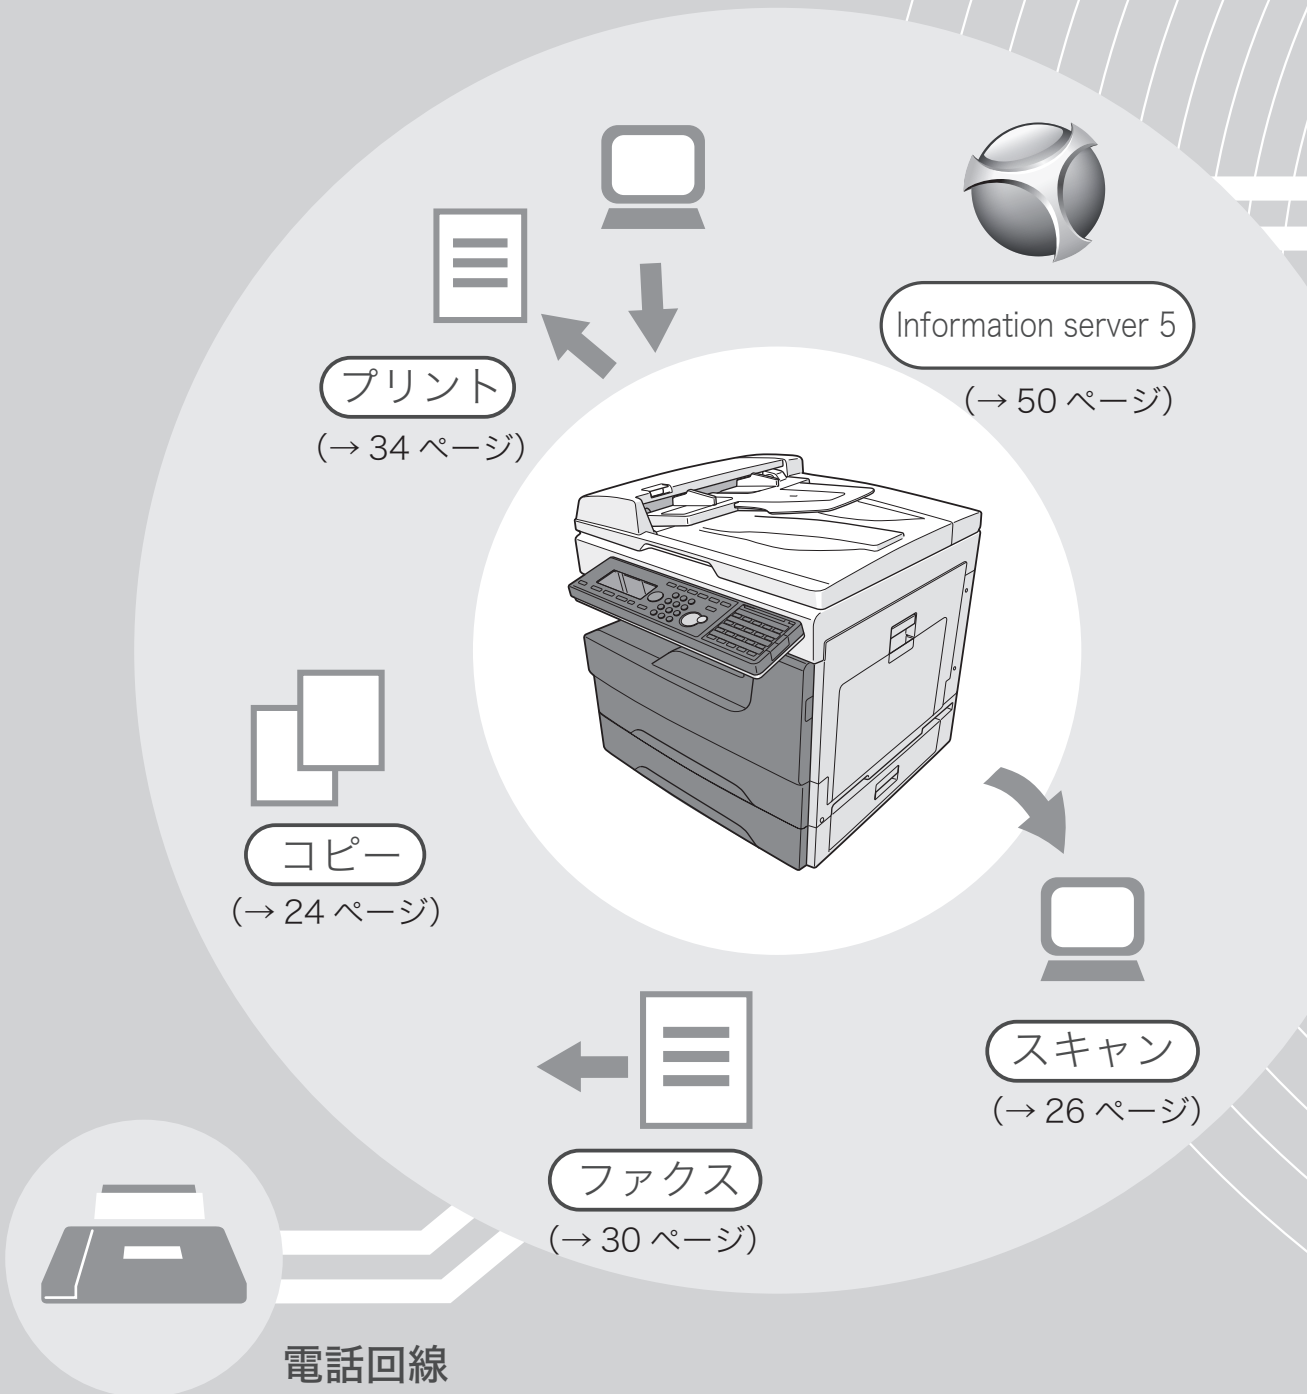 Information server 5
(→ 50 ページ)
プリント
(→ 34 ページ)
コピー
(→ 24 ページ)
スキャン
(→ 26 ページ)
ファクス
(→ 30 ページ)
電話回線